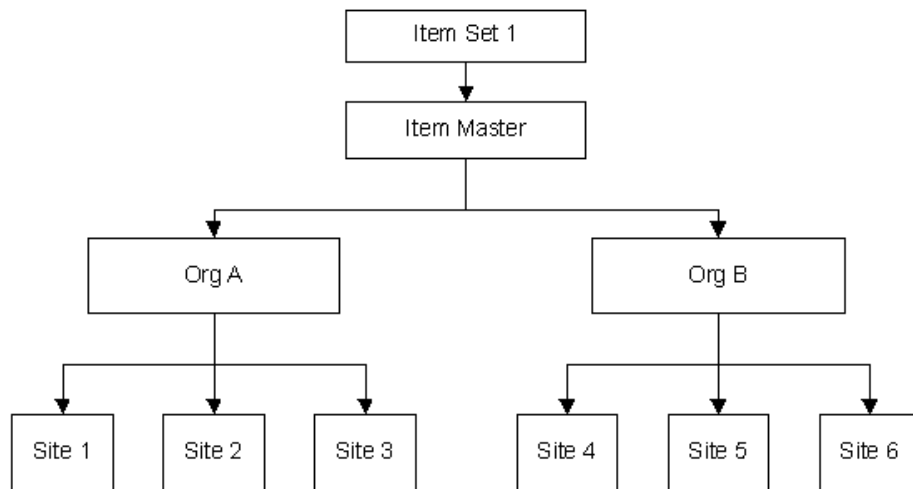 Item Set 1
Item Master
Org A
Org B
Site 1
Site 2
Site 3
Site 4
Site 5
Site 6